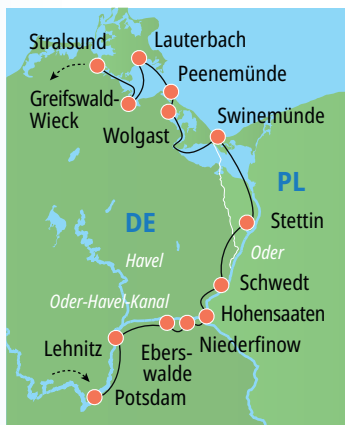 Stralsund
Lauterbach
Peenemünde
Greifswald-
Wieck
Wolgast
Swinemünde
PL
DE
Stettin
Havel
Oder
Schwedt
Oder-Havel-Kanal
Hohensaaten
Lehnitz
Ebers-
walde
Niederfinow
Potsdam